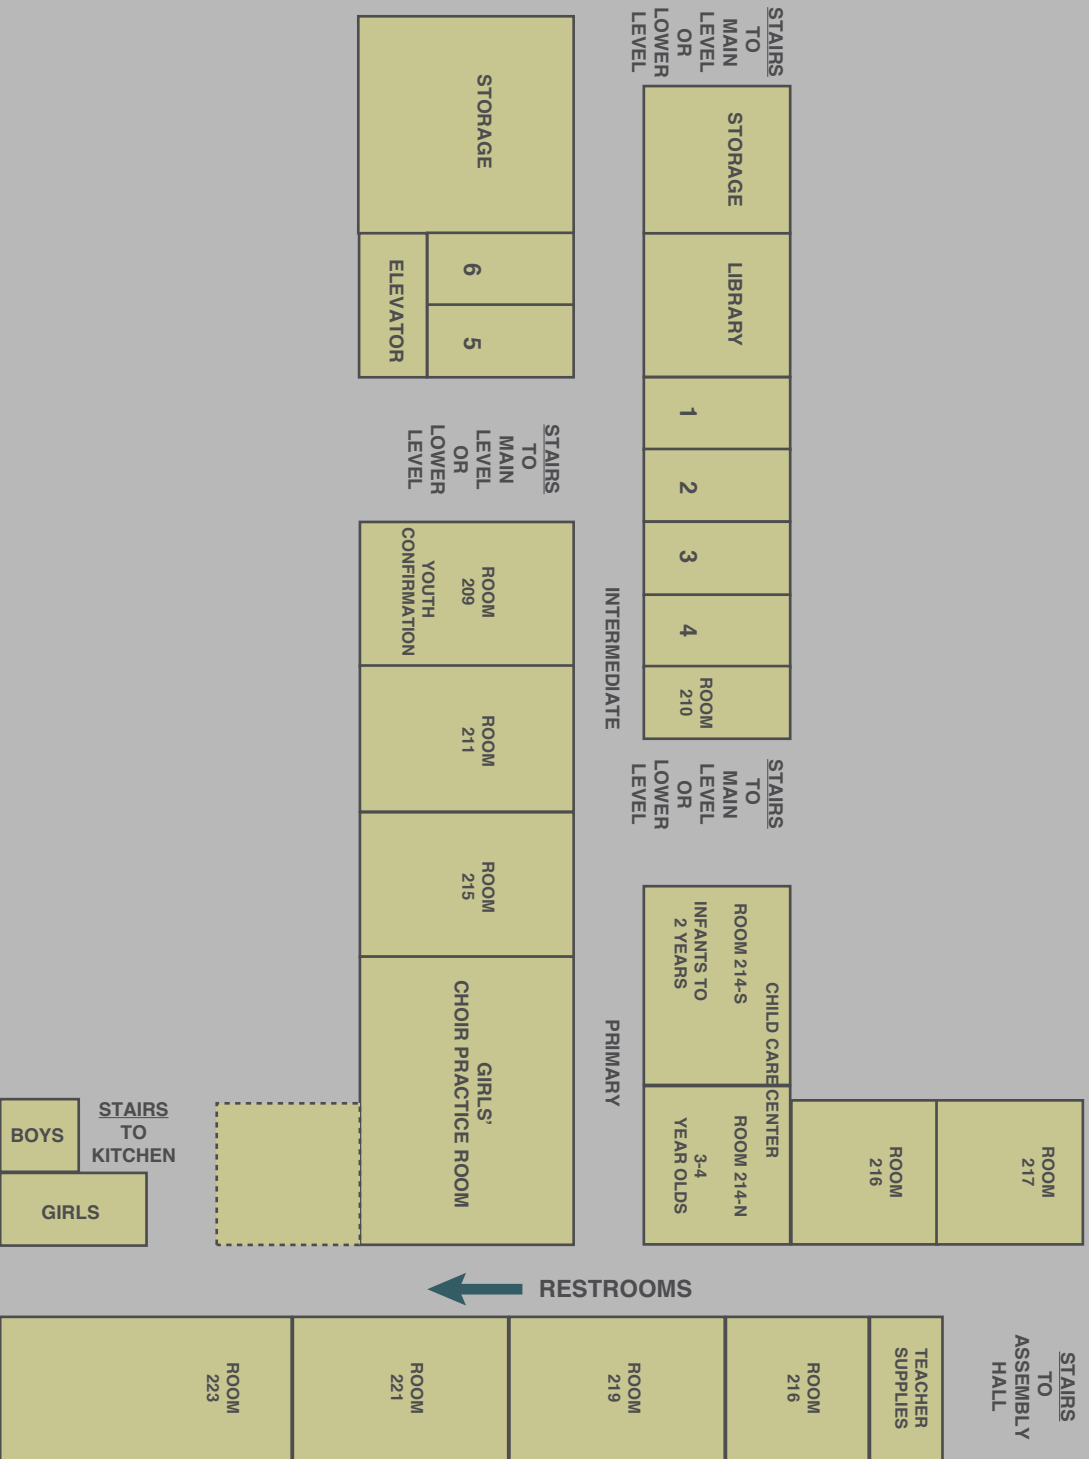 STAIRS
TO
MAIN
LEVEL
OR
LOWER
LEVEL
STORAGE
LIBRARY
1
2
3
4
ROOM
210
STAIRS
TO
MAIN
LEVEL
OR
LOWER
LEVEL
CHILD CARE CENTER
ROOM 214-S
INFANTS TO
2 YEARS
ROOM 214-N
3-4
YEAR OLDS
ROOM
217
ROOM
216
INTERMEDIATE
PRIMARY
STORAGE
6
5
ELEVATOR
STAIRS
TO
MAIN
LEVEL
OR
LOWER
LEVEL
ROOM
209
YOUTH
CONFIRMATION
ROOM
211
ROOM
215
GIRLS'
CHOIR PRACTICE ROOM
STAIRS
TO
KITCHEN
BOYS
GIRLS
RESTROOMS
STAIRS
TO
ASSEMBLY
HALL
TEACHER
SUPPLIES
ROOM
216
ROOM
219
ROOM
221
ROOM
223